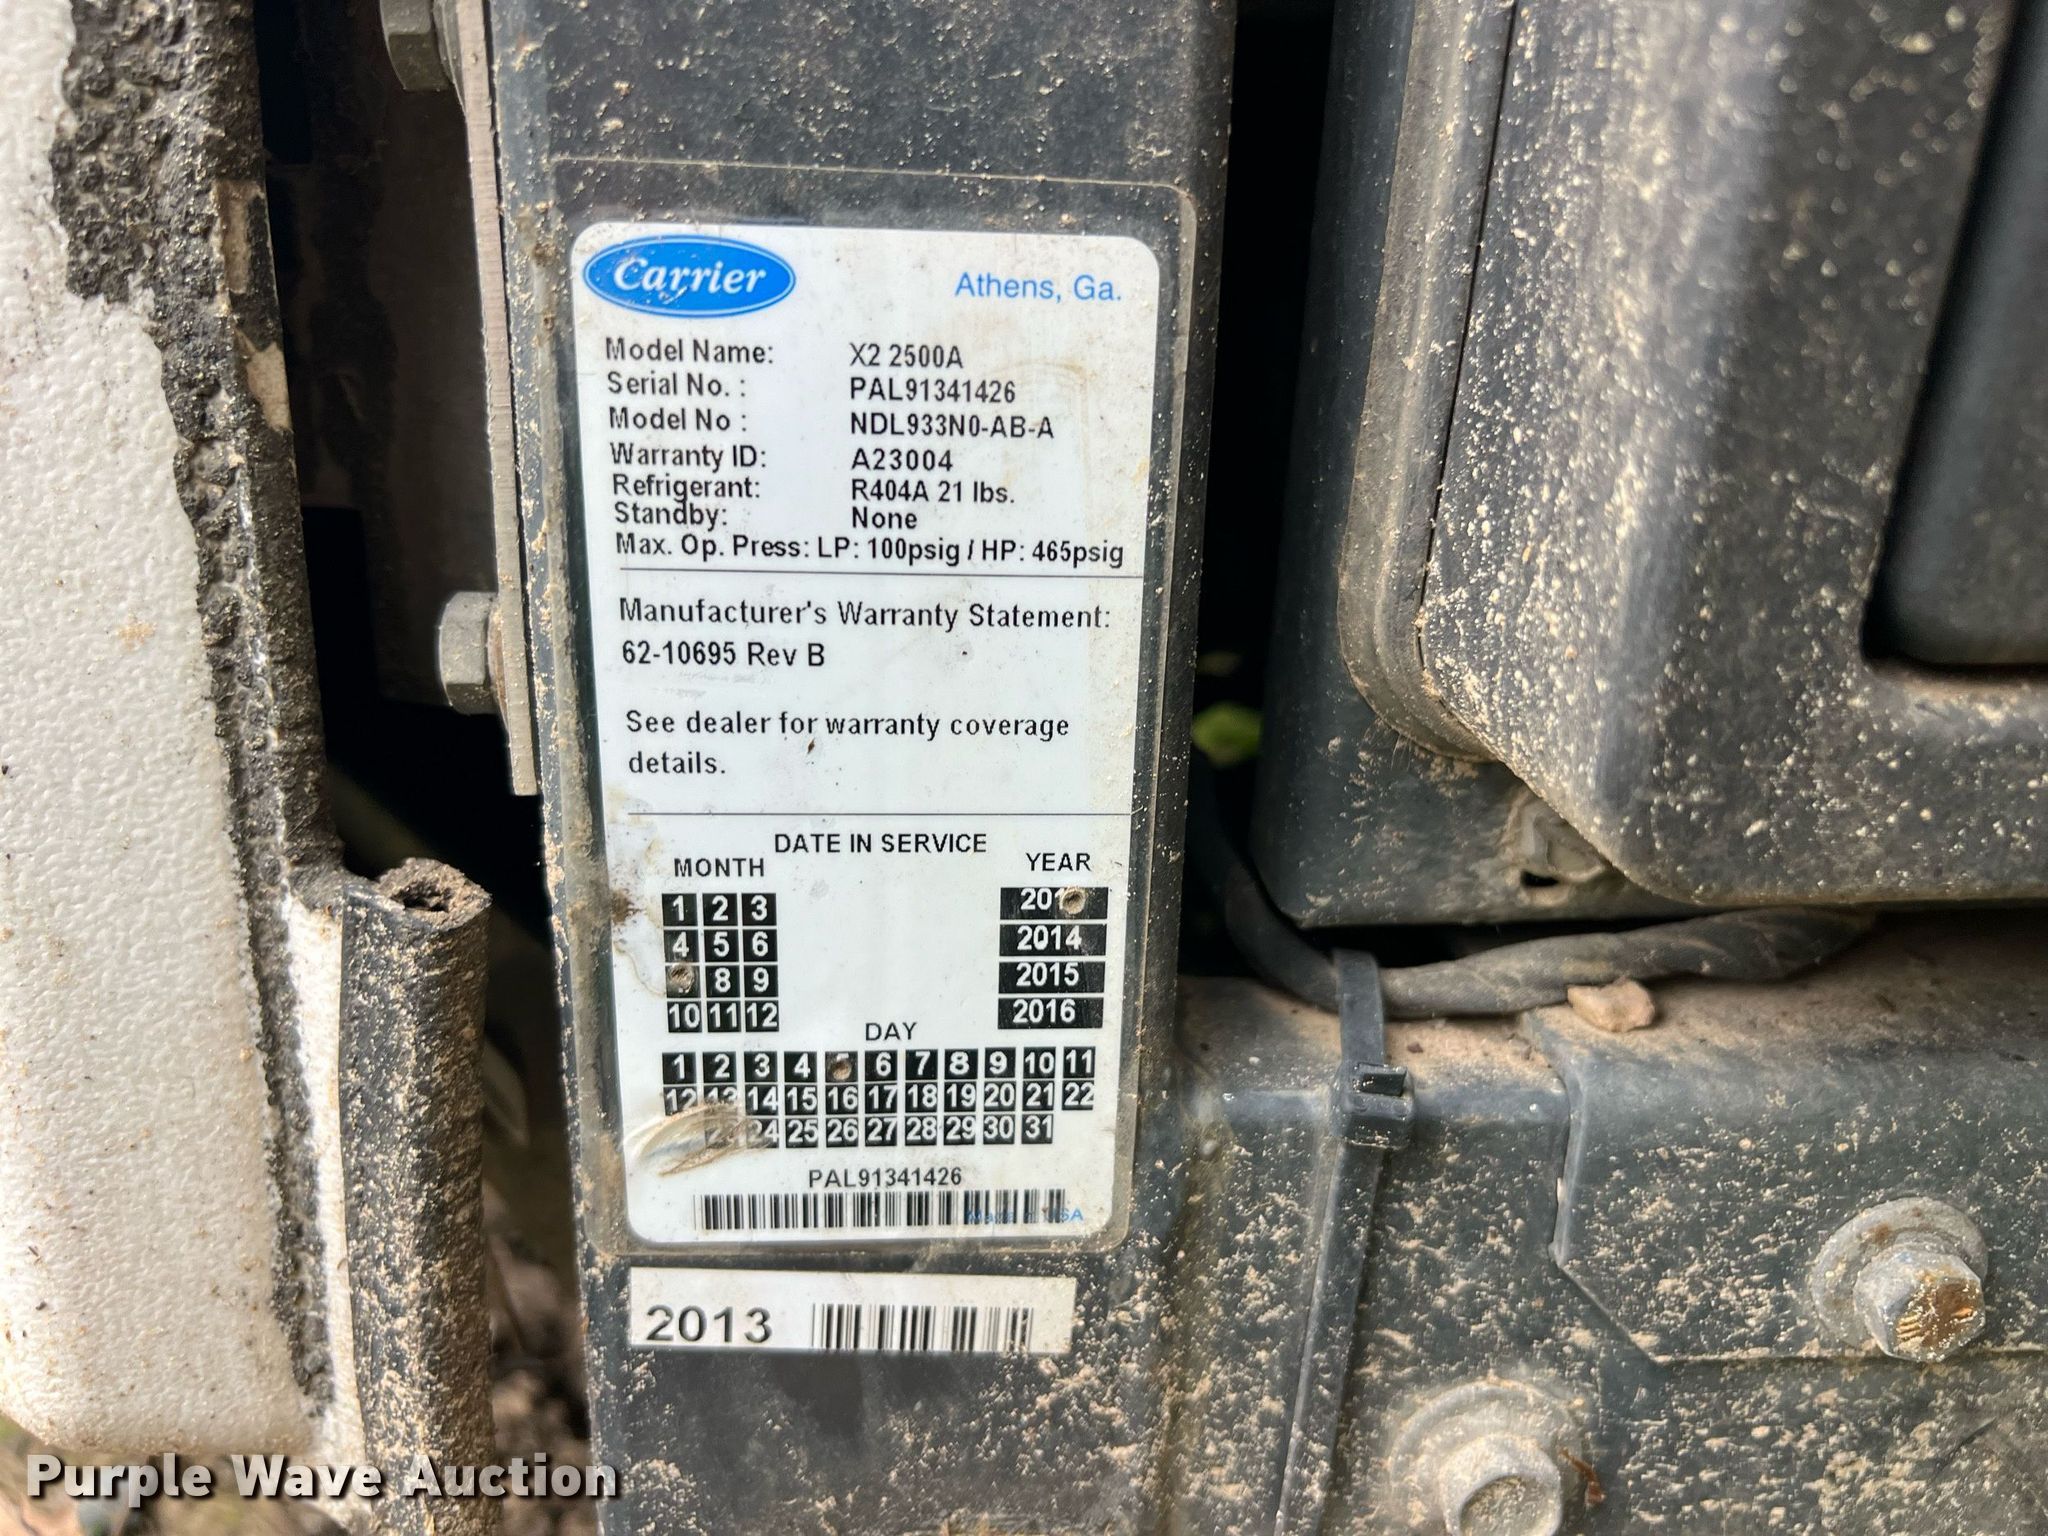 Carrier
Athens, Ga.
Model Name: X2 2500A
Serial No. : PAL91341426
Model No : NDL933N0-AB-A
Warranty ID: A23004
Refrigerant: R404A 21 lbs.
Standby: None
Max. Op. Press: LP: 100psig / HP: 465psig
Manufacturer's Warranty Statement:
62-10695 Rev B
See dealer for warranty coverage
details.
DATE IN SERVICE
MONTH YEAR
1 2 3
4 5 6 2014
8 9 2015
10 11 12 2016
DAY
1 2 3 4 5 6 7 8 9 10 11
12 13 14 15 16 17 18 19 20 21 22
24 25 26 27 28 29 30 31
PAL91341426
Made in USA
2013
Purple Wave Auction